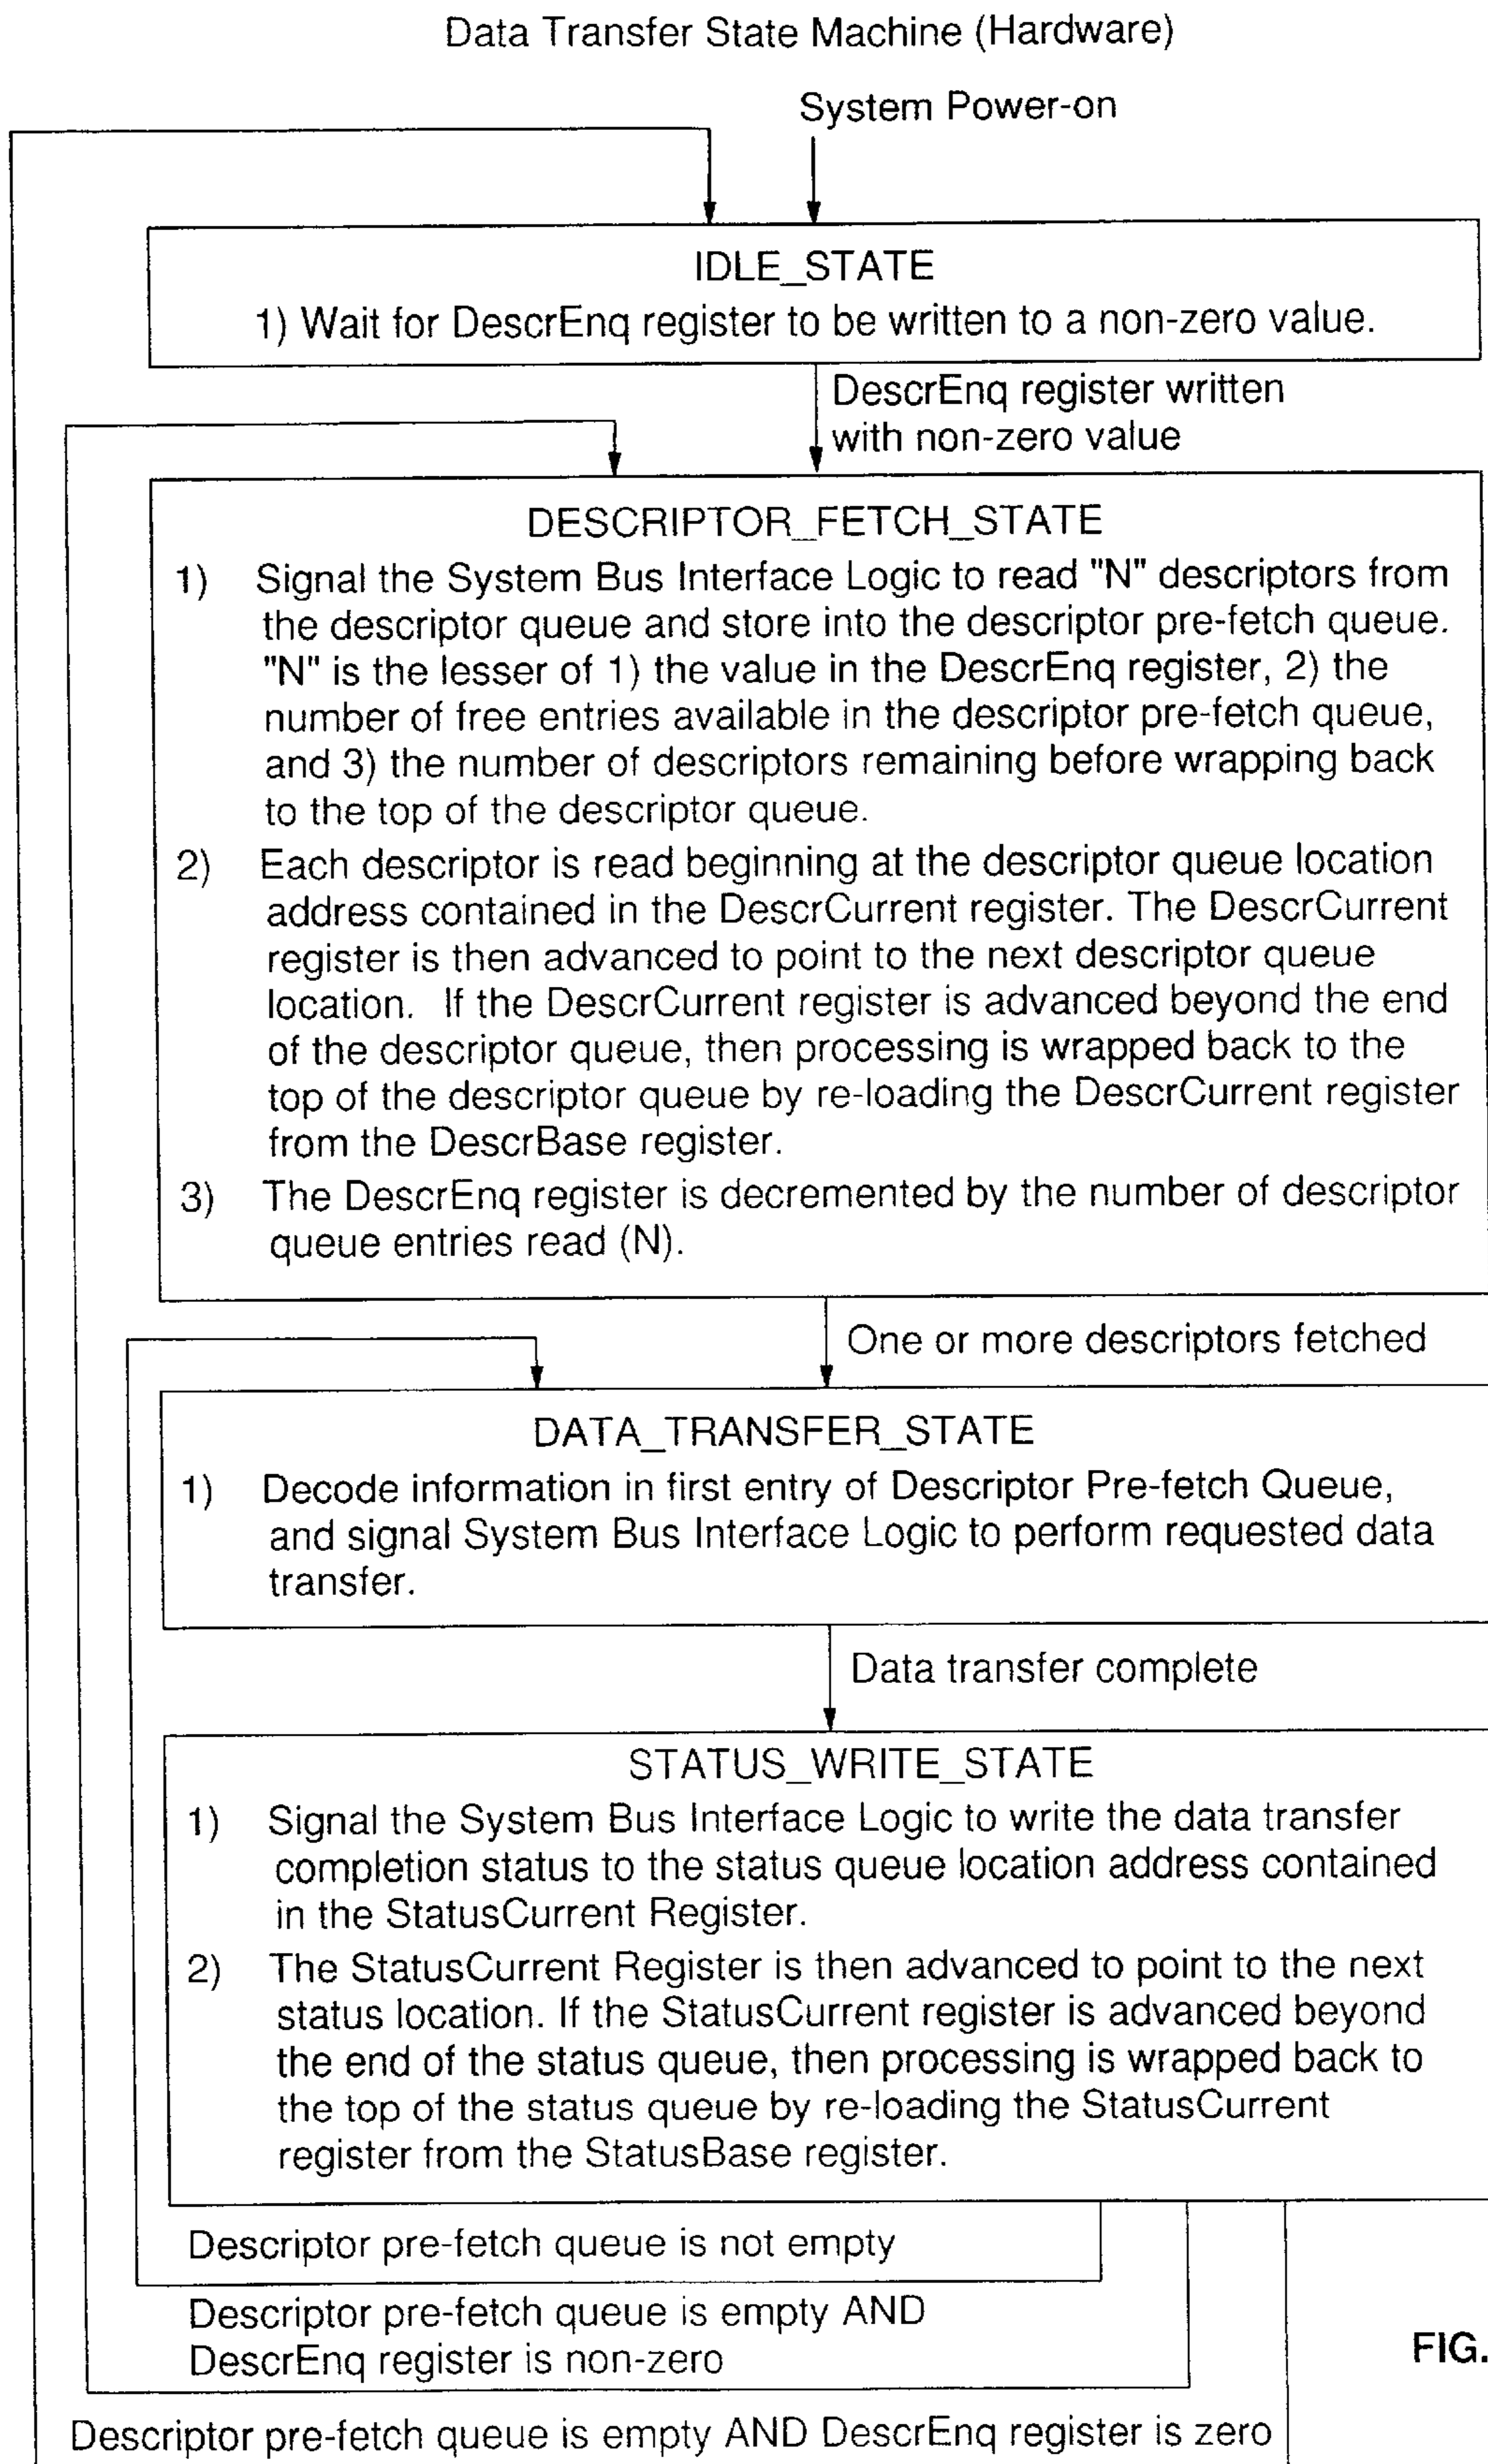 Data Transfer State Machine (Hardware)
System Power-on
IDLE_STATE
1) Wait for DescrEnq register to be written to a non-zero value.
DescrEnq register written
with non-zero value
DESCRIPTOR_FETCH_STATE
1) Signal the System Bus Interface Logic to read "N" descriptors from
the descriptor queue and store into the descriptor pre-fetch queue.
"N" is the lesser of 1) the value in the DescrEnq register, 2) the
number of free entries available in the descriptor pre-fetch queue,
and 3) the number of descriptors remaining before wrapping back
to the top of the descriptor queue.
2) Each descriptor is read beginning at the descriptor queue location
address contained in the DescrCurrent register. The DescrCurrent
register is then advanced to point to the next descriptor queue
location. If the DescrCurrent register is advanced beyond the end
of the descriptor queue, then processing is wrapped back to the
top of the descriptor queue by re-loading the DescrCurrent register
from the DescrBase register.
3) The DescrEnq register is decremented by the number of descriptor
queue entries read (N).
One or more descriptors fetched
DATA_TRANSFER_STATE
1) Decode information in first entry of Descriptor Pre-fetch Queue,
and signal System Bus Interface Logic to perform requested data
transfer.
Data transfer complete
STATUS_WRITE_STATE
1) Signal the System Bus Interface Logic to write the data transfer
completion status to the status queue location address contained
in the StatusCurrent Register.
2) The StatusCurrent Register is then advanced to point to the next
status location. If the StatusCurrent register is advanced beyond
the end of the status queue, then processing is wrapped back to
the top of the status queue by re-loading the StatusCurrent
register from the StatusBase register.
Descriptor pre-fetch queue is not empty
Descriptor pre-fetch queue is empty AND
DescrEnq register is non-zero
FIG.
Descriptor pre-fetch queue is empty AND DescrEnq register is zero